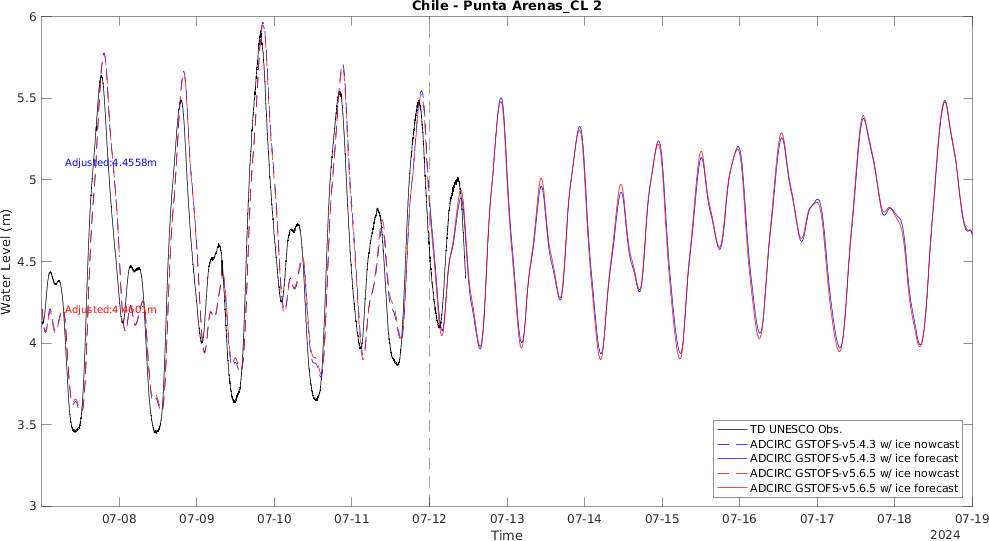 Chile - Punta Arenas_CL 2
6
5.5
5
4.5
4
3.5
3
Water Level (m)
Adjusted:4.4558m
Adjusted:4.4601m
TD UNESCO Obs.
ADCIRC GSTOFS-v5.4.3 w/ ice nowcast
ADCIRC GSTOFS-v5.4.3 w/ ice forecast
ADCIRC GSTOFS-v5.6.5 w/ ice nowcast
ADCIRC GSTOFS-v5.6.5 w/ ice forecast
07-08 07-09 07-10 07-11 07-12 07-13 07-14 07-15 07-16 07-17 07-18 07-19
Time
2024